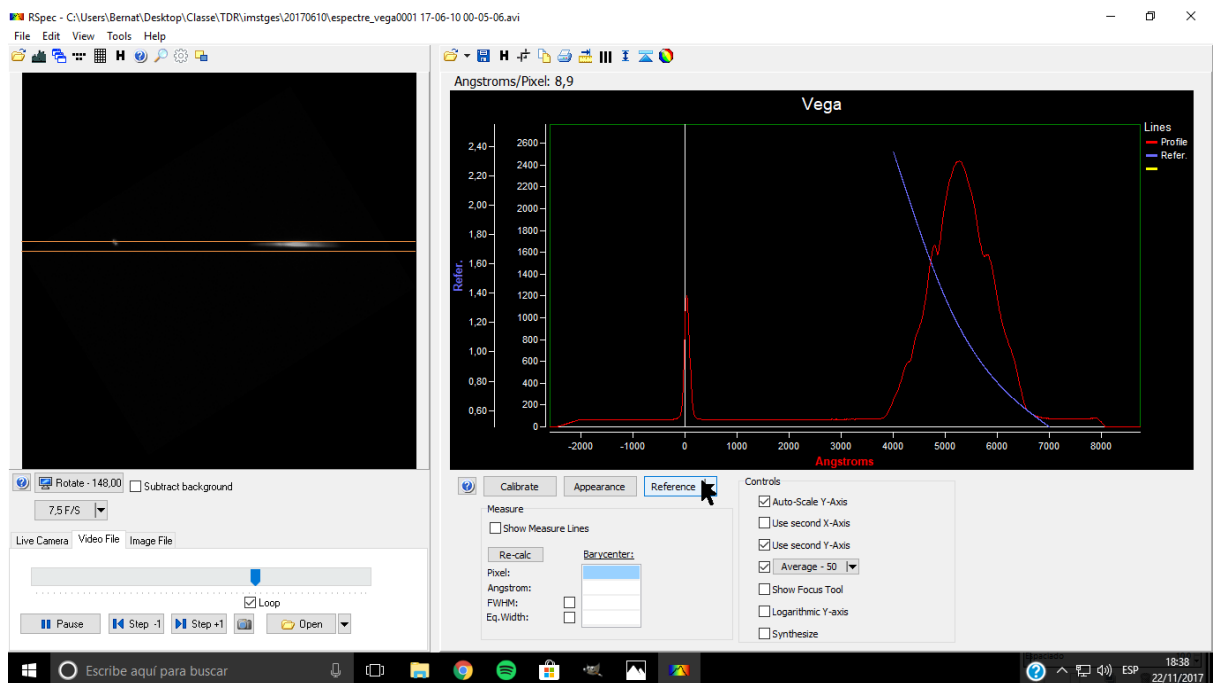 RSpec - C:\Users\Bernat\Desktop\Classe\TDR\imstges\20170610\espectre_vega0001 17-06-10 00-05-06.avi
File Edit View Tools Help
H
H
Angstroms/Pixel: 8,9
Vega
Lines
Profile
Refer.
Refer.
2,40
2,20
2,00
1,80
1,60
1,40
1,20
1,00
0,80
0,60
2600
2400
2200
2000
1800
1600
1400
1200
1000
800
600
400
200
0
-2000 -1000 0 1000 2000 3000 4000 5000 6000 7000 8000
Angstroms
Rotate - 148,00
Subtract background
7,5 F/S
Live Camera Video File Image File
Loop
Pause Step -1 Step +1 Open
Calibrate Appearance Reference
Measure
Show Measure Lines
Re-calc Barycenter:
Pixel:
Angstrom:
FWHM:
Eq.Width:
Controls
Auto-Scale Y-Axis
Use second X-Axis
Use second Y-Axis
Average - 50
Show Focus Tool
Logarithmic Y-axis
Synthesize
Escribe aquí para buscar
ESP
18:38
22/11/2017